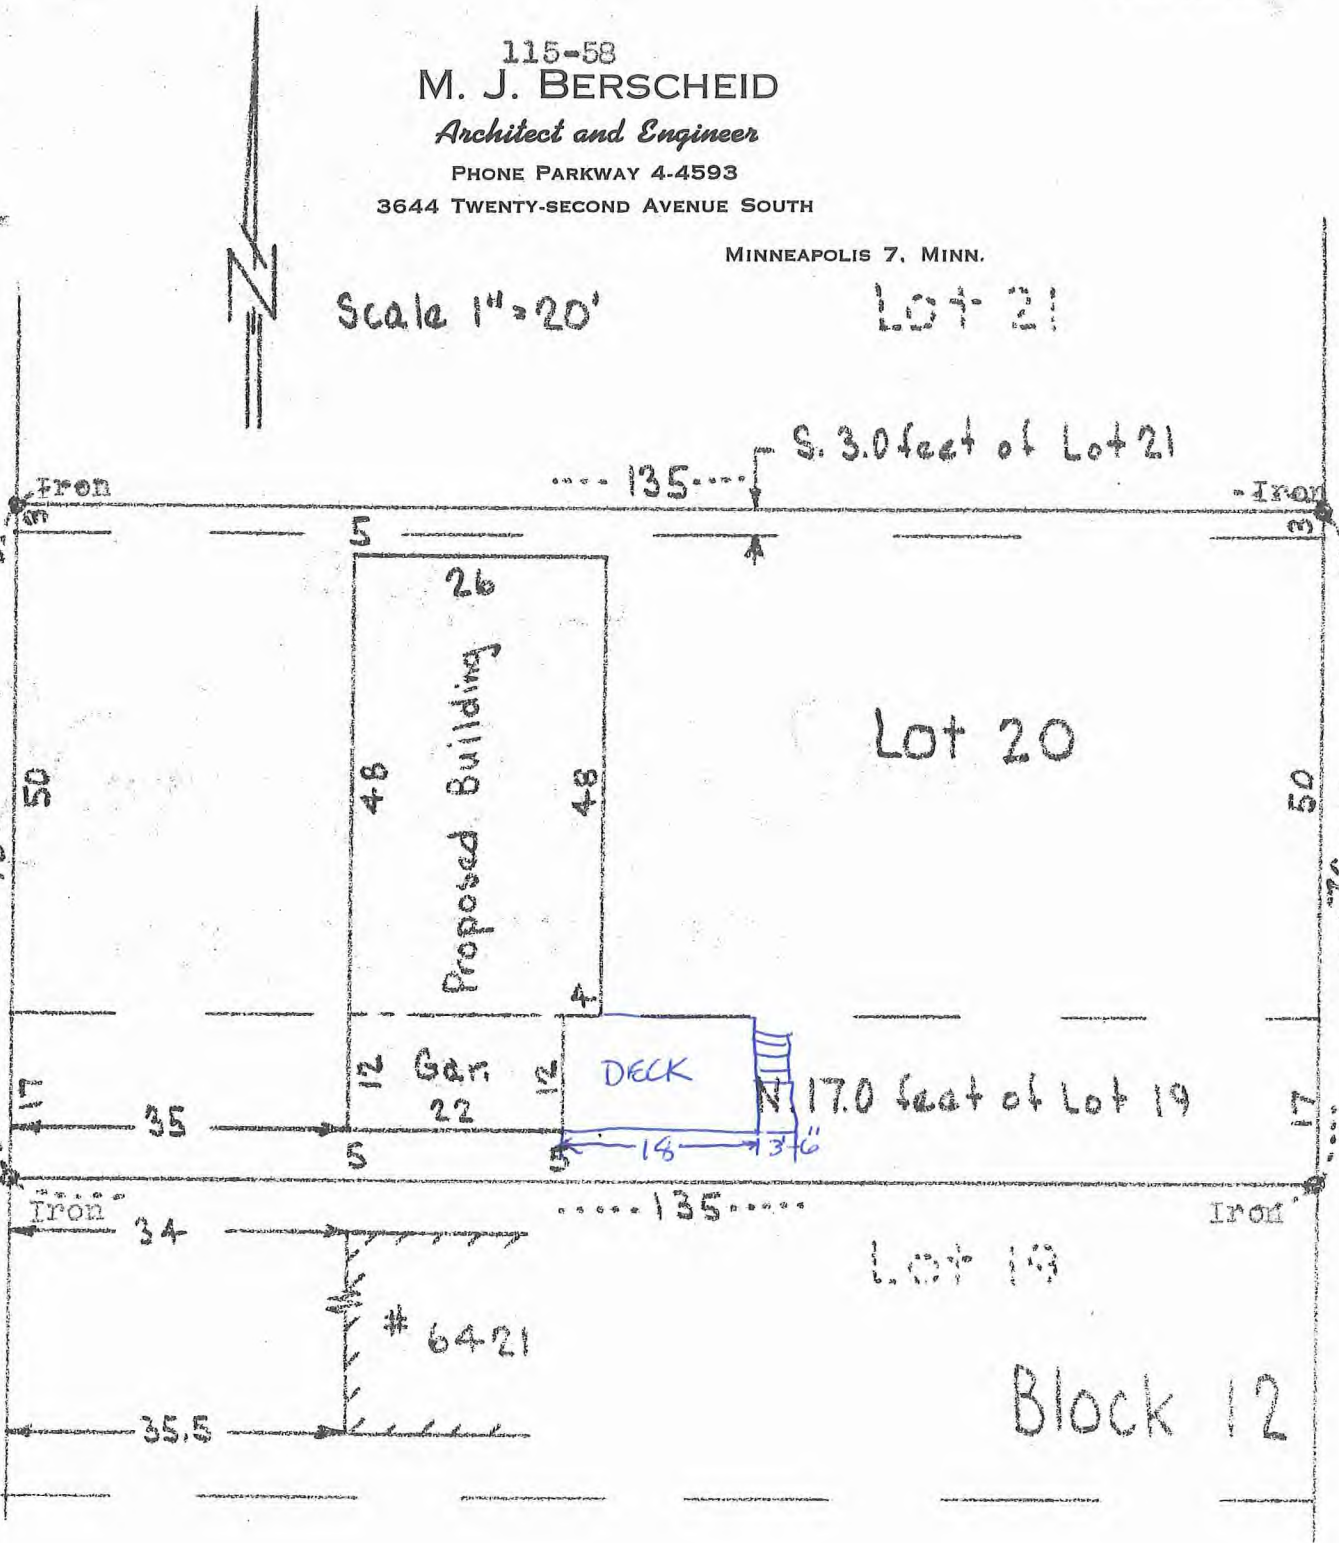 115-58
M. J. BERSCHEID
Architect and Engineer
PHONE PARKWAY 4-4593
3644 TWENTY-SECOND AVENUE SOUTH
MINNEAPOLIS 7, MINN.
N
Scale 1"=20'
Lot 21
S. 3.0 feet of Lot 21
135
Iron
Iron
3
3
5
26
Proposed Building
48
48
Lot 20
50
50
4
12
Gar.
22
12
DECK
N. 17.0 feet of Lot 19
17
17
35
18
3'6"
5
5
Iron
135
Iron
34
Lot 19
# 6421
Block 12
35.5